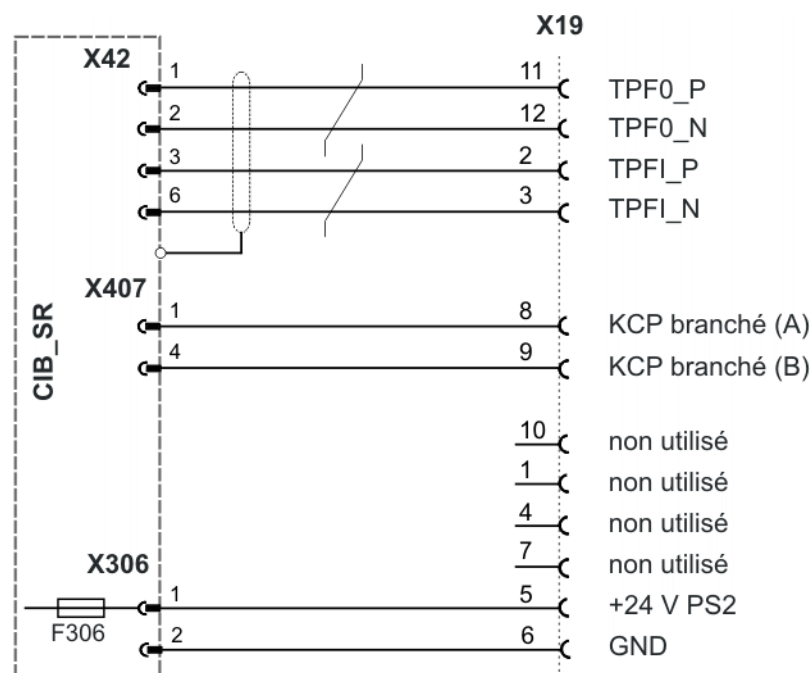 X19
X42
1 11 TPF0_P
2 12 TPF0_N
3 2 TPFI_P
6 3 TPFI_N
X407
1 8 KCP branché (A)
4 9 KCP branché (B)
CIB_SR
10 non utilisé
1 non utilisé
4 non utilisé
7 non utilisé
X306
1 5 +24 V PS2
F306
2 6 GND